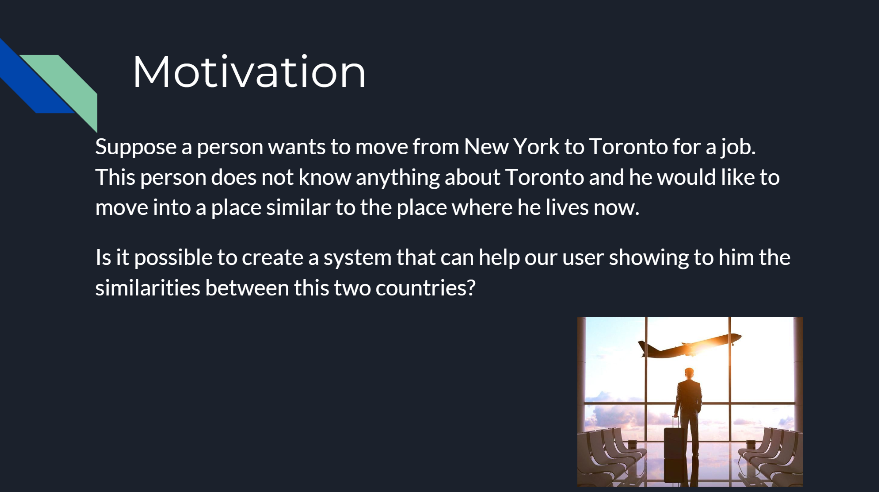 Motivation
Suppose a person wants to move from New York to Toronto for a job.
This person does not know anything about Toronto and he would like to
move into a place similar to the place where he lives now.
Is it possible to create a system that can help our user showing to him the
similarities between this two countries?